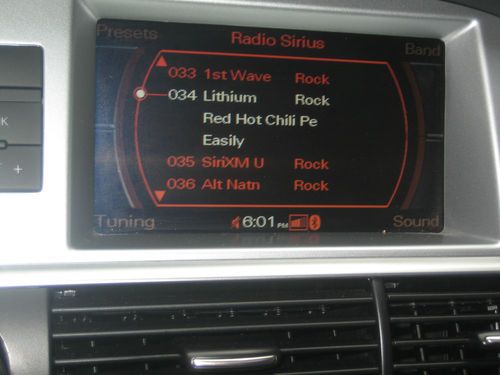 Presets
Radio Sirius
Band
033 1st Wave Rock
034 Lithium Rock
Red Hot Chili Pe
Easily
035 SiriXM U Rock
036 Alt Natn Rock
Tuning
6:01 PM
Sound
K
+